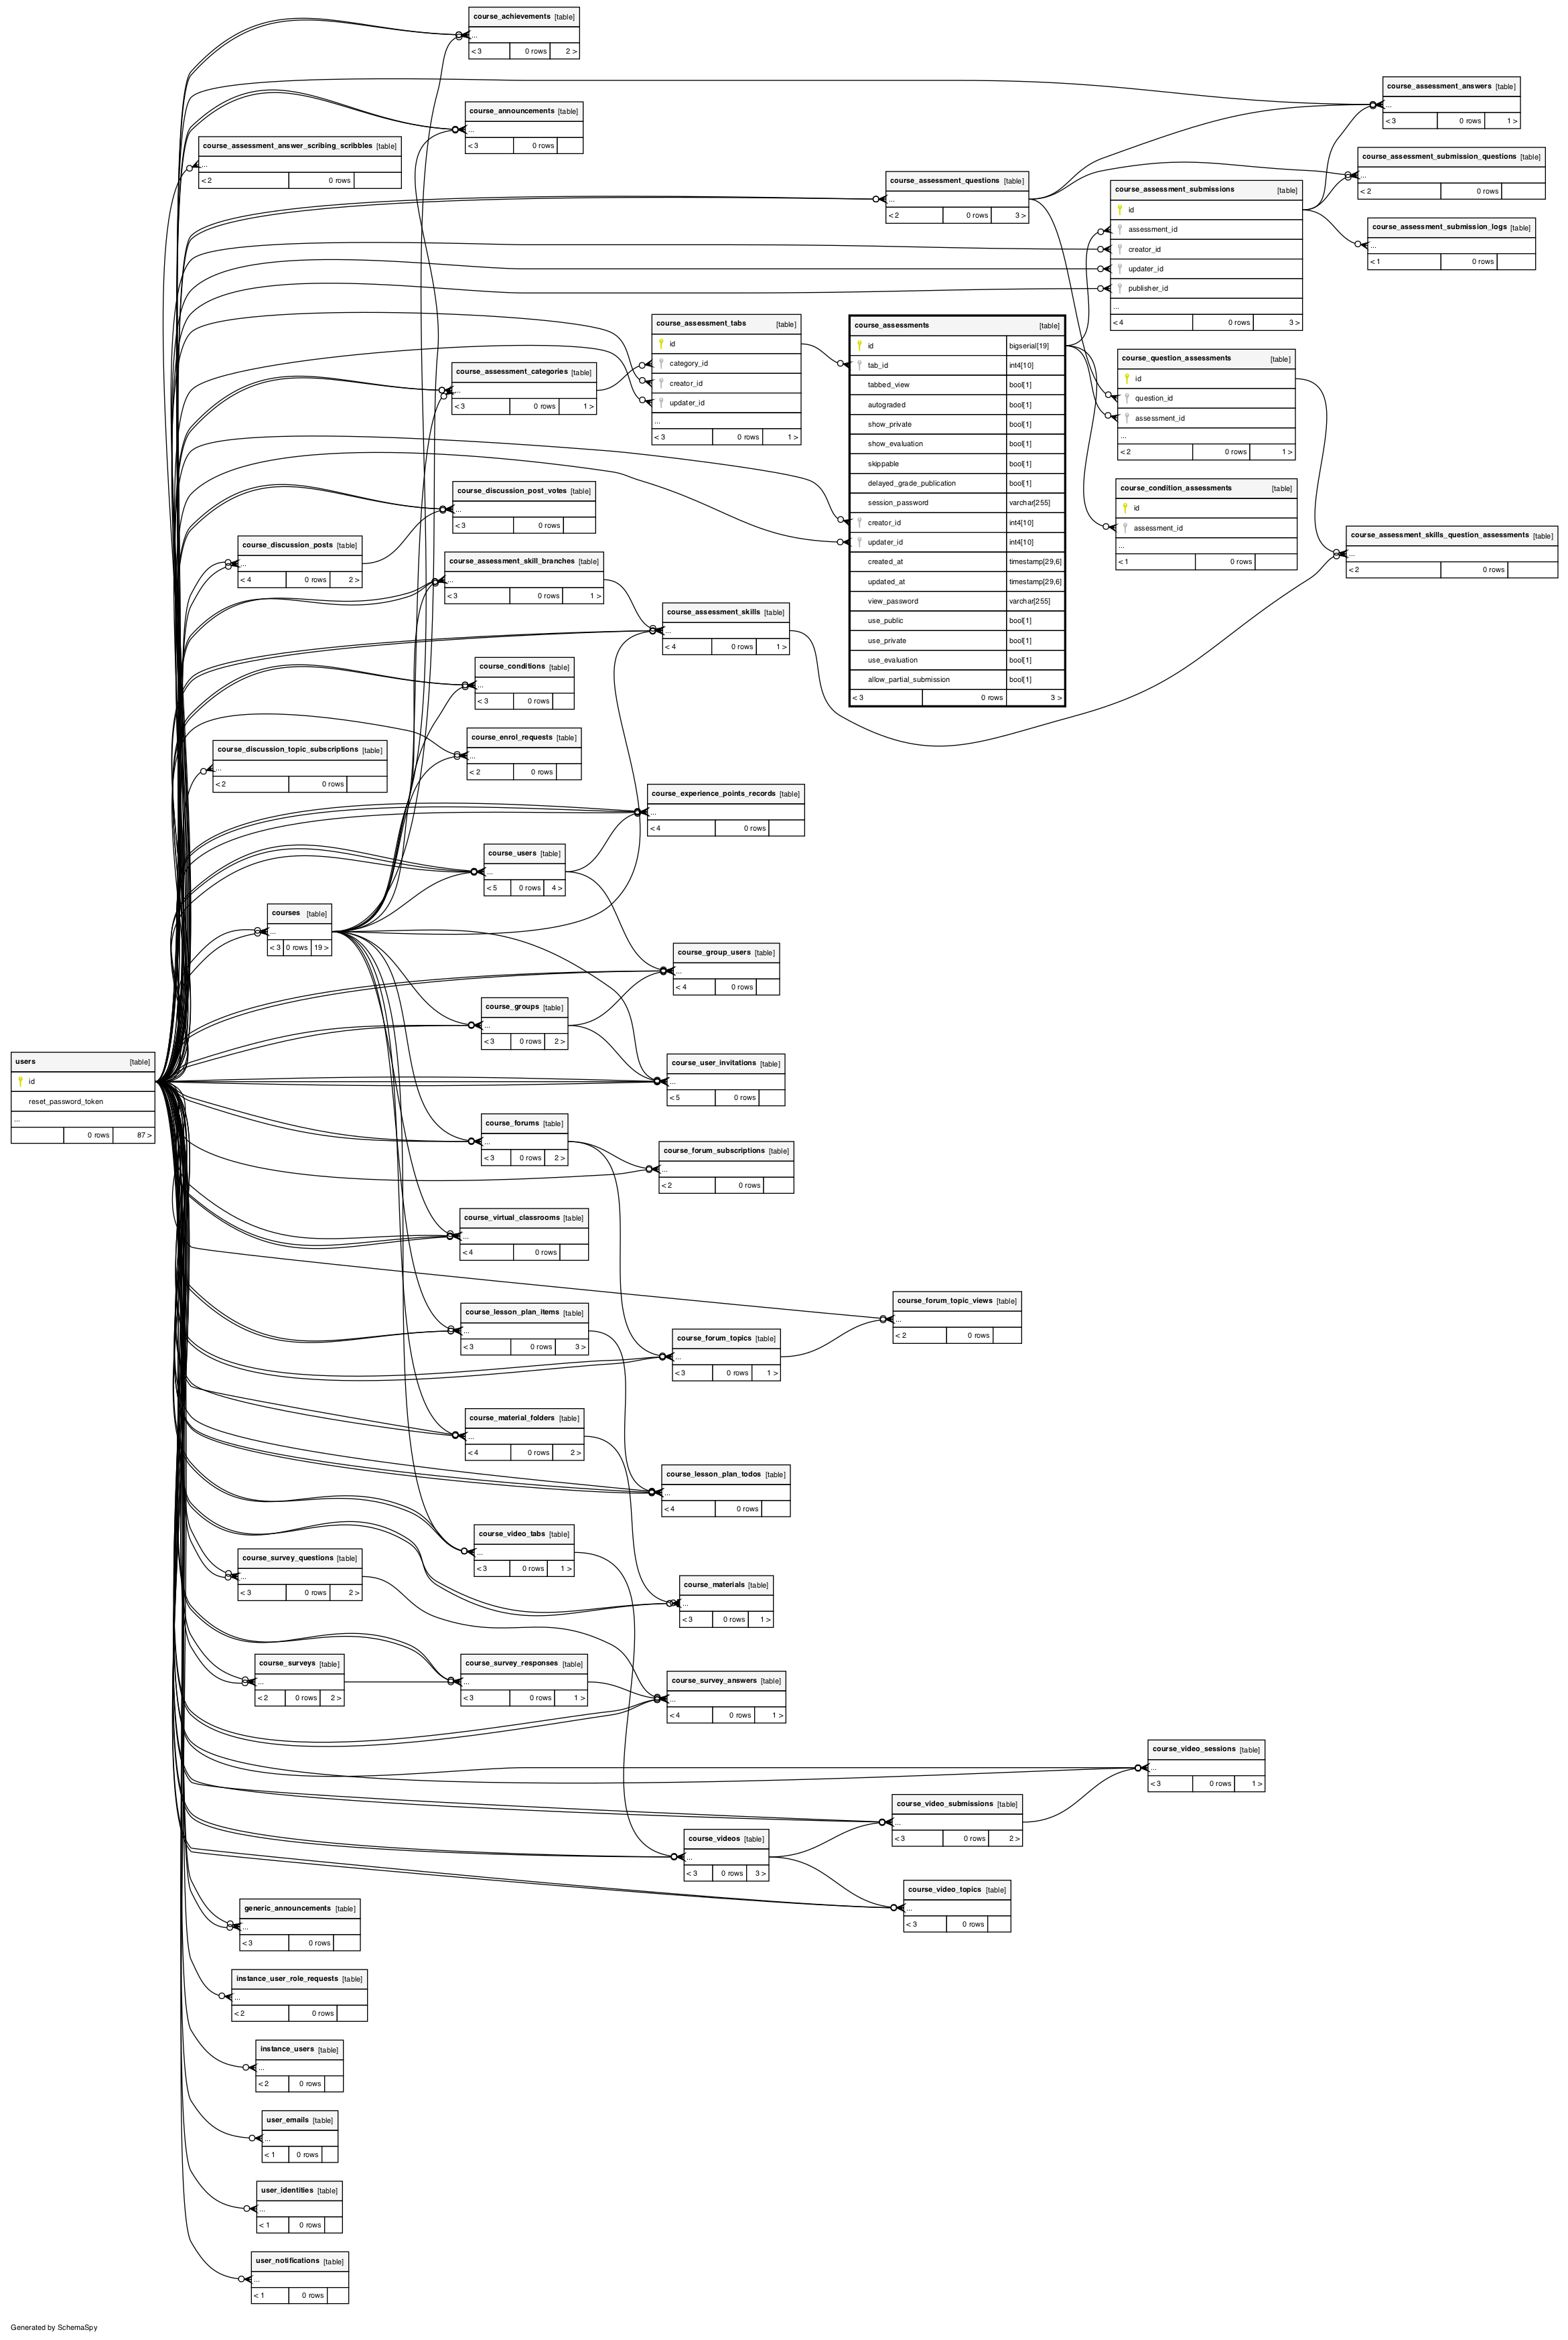 course_achievements [table]
...
< 3 0 rows 2 >
course_announcements [table]
...
< 3 0 rows
course_assessment_answer_scribing_scribbles [table]
...
< 2 0 rows
course_assessment_answers [table]
...
< 3 0 rows 1 >
course_assessment_submission_questions [table]
...
< 2 0 rows
course_assessment_questions [table]
...
< 2 0 rows 3 >
course_assessment_submissions [table]
id
assessment_id
creator_id
updater_id
publisher_id
...
< 4 0 rows 3 >
course_assessment_submission_logs [table]
...
< 1 0 rows
course_assessment_tabs [table]
id
category_id
creator_id
updater_id
...
< 3 0 rows 1 >
course_assessments [table]
id bigserial[19]
tab_id int4[10]
tabbed_view bool[1]
autograded bool[1]
show_private bool[1]
show_evaluation bool[1]
skippable bool[1]
delayed_grade_publication bool[1]
session_password varchar[255]
creator_id int4[10]
updater_id int4[10]
created_at timestamp[29,6]
updated_at timestamp[29,6]
view_password varchar[255]
use_public bool[1]
use_private bool[1]
use_evaluation bool[1]
allow_partial_submission bool[1]
< 3 0 rows 3 >
course_question_assessments [table]
id
question_id
assessment_id
...
< 2 0 rows 1 >
course_assessment_categories [table]
...
< 3 0 rows 1 >
course_condition_assessments [table]
id
assessment_id
...
< 1 0 rows
course_discussion_post_votes [table]
...
< 3 0 rows
course_assessment_skills_question_assessments [table]
...
< 2 0 rows
course_discussion_posts [table]
...
< 4 0 rows 2 >
course_assessment_skill_branches [table]
...
< 3 0 rows 1 >
course_assessment_skills [table]
...
< 4 0 rows 1 >
course_conditions [table]
...
< 3 0 rows
course_enrol_requests [table]
...
< 2 0 rows
course_discussion_topic_subscriptions [table]
...
< 2 0 rows
course_experience_points_records [table]
...
< 4 0 rows
course_users [table]
...
< 5 0 rows 4 >
courses [table]
...
< 3 0 rows 19 >
course_group_users [table]
...
< 4 0 rows
course_groups [table]
...
< 3 0 rows 2 >
users [table]
id
reset_password_token
...
0 rows 87 >
course_user_invitations [table]
...
< 5 0 rows
course_forums [table]
...
< 3 0 rows 2 >
course_forum_subscriptions [table]
...
< 2 0 rows
course_virtual_classrooms [table]
...
< 4 0 rows
course_forum_topic_views [table]
...
< 2 0 rows
course_lesson_plan_items [table]
...
< 3 0 rows 3 >
course_forum_topics [table]
...
< 3 0 rows 1 >
course_material_folders [table]
...
< 4 0 rows 2 >
course_lesson_plan_todos [table]
...
< 4 0 rows
course_video_tabs [table]
...
< 3 0 rows 1 >
course_survey_questions [table]
...
< 3 0 rows 2 >
course_materials [table]
...
< 3 0 rows 1 >
course_surveys [table]
...
< 2 0 rows 2 >
course_survey_responses [table]
...
< 3 0 rows 1 >
course_survey_answers [table]
...
< 4 0 rows 1 >
course_video_sessions [table]
...
< 3 0 rows 1 >
course_video_submissions [table]
...
< 3 0 rows 2 >
course_videos [table]
...
< 3 0 rows 3 >
course_video_topics [table]
...
< 3 0 rows
generic_announcements [table]
...
< 3 0 rows
instance_user_role_requests [table]
...
< 2 0 rows
instance_users [table]
...
< 2 0 rows
user_emails [table]
...
< 1 0 rows
user_identities [table]
...
< 1 0 rows
user_notifications [table]
...
< 1 0 rows
Generated by SchemaSpy